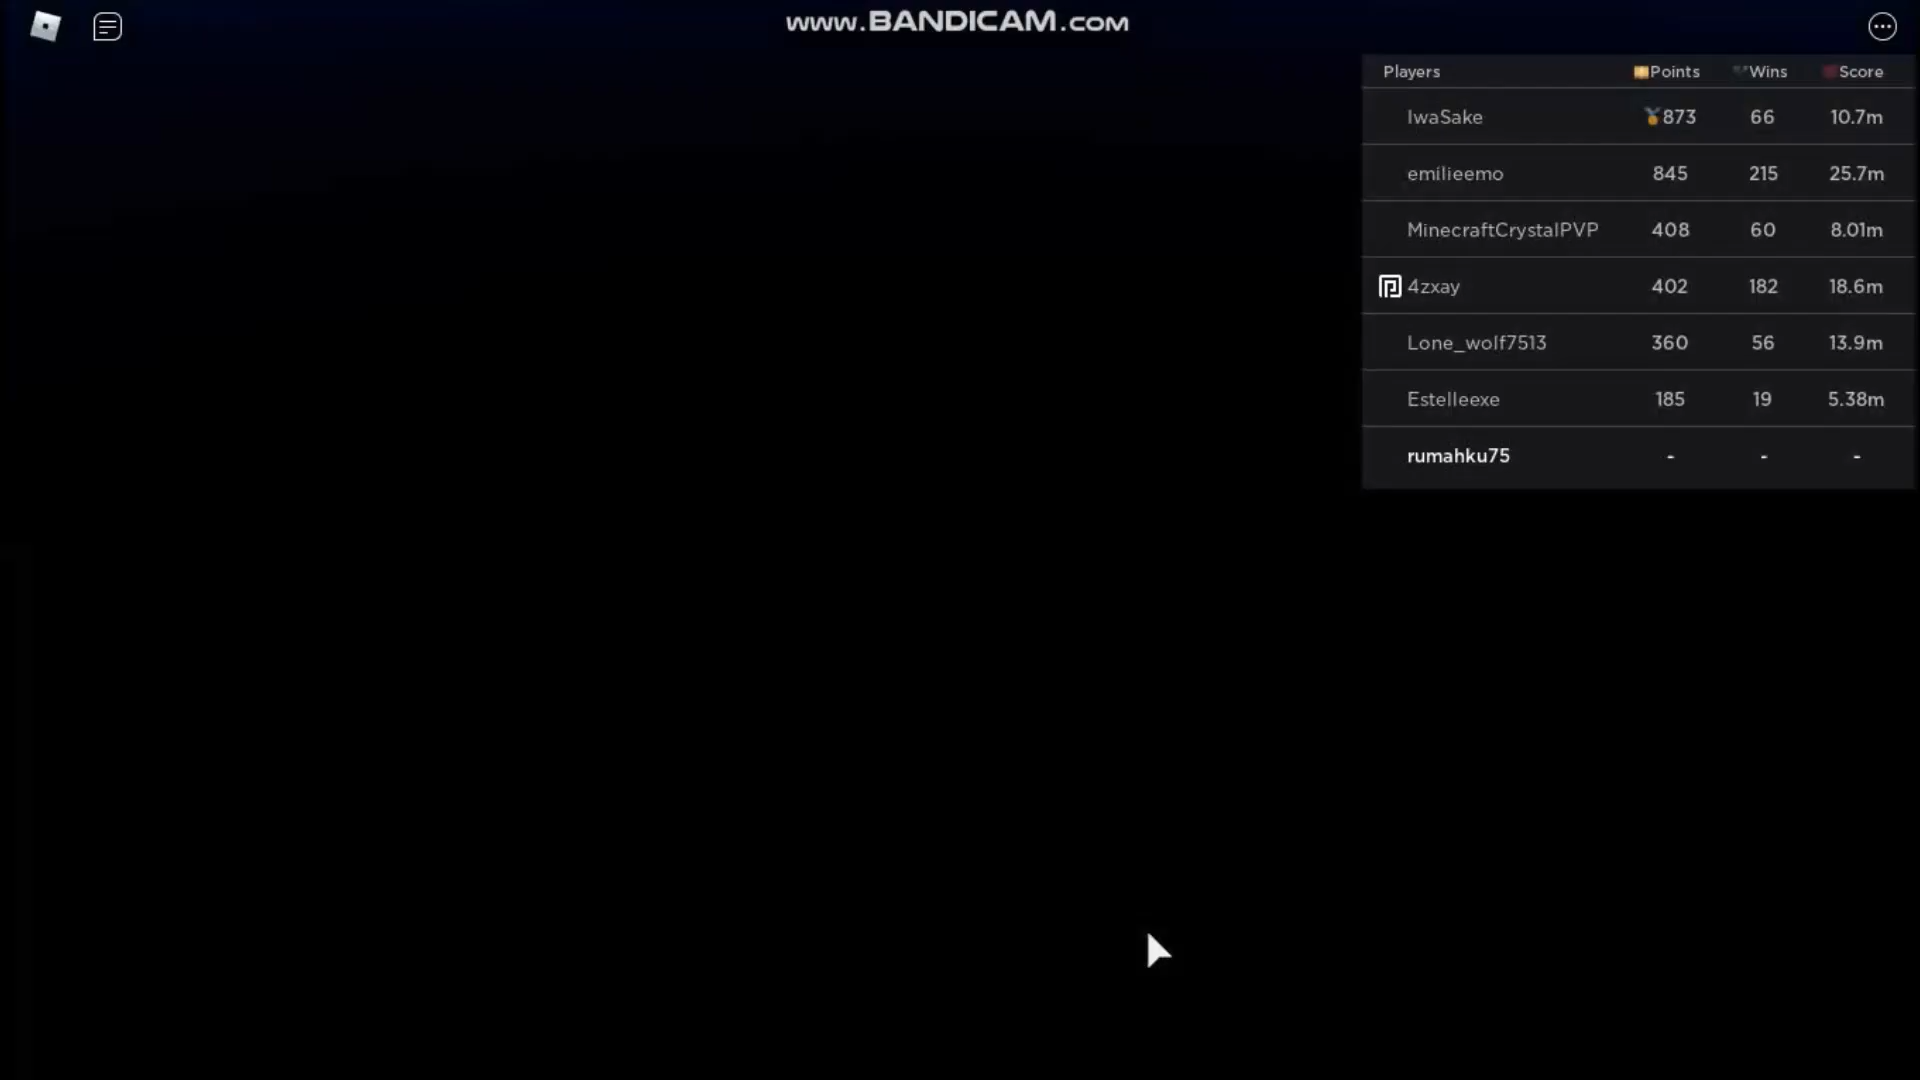 www.BANDICAM.COM
Players Points Wins Score
IwaSake 873 66 10.7m
emilieemo 845 215 25.7m
MinecraftCrystalPVP 408 60 8.01m
4zxay 402 182 18.6m
Lone_wolf7513 360 56 13.9m
Estelleexe 185 19 5.38m
rumahku75 - - -